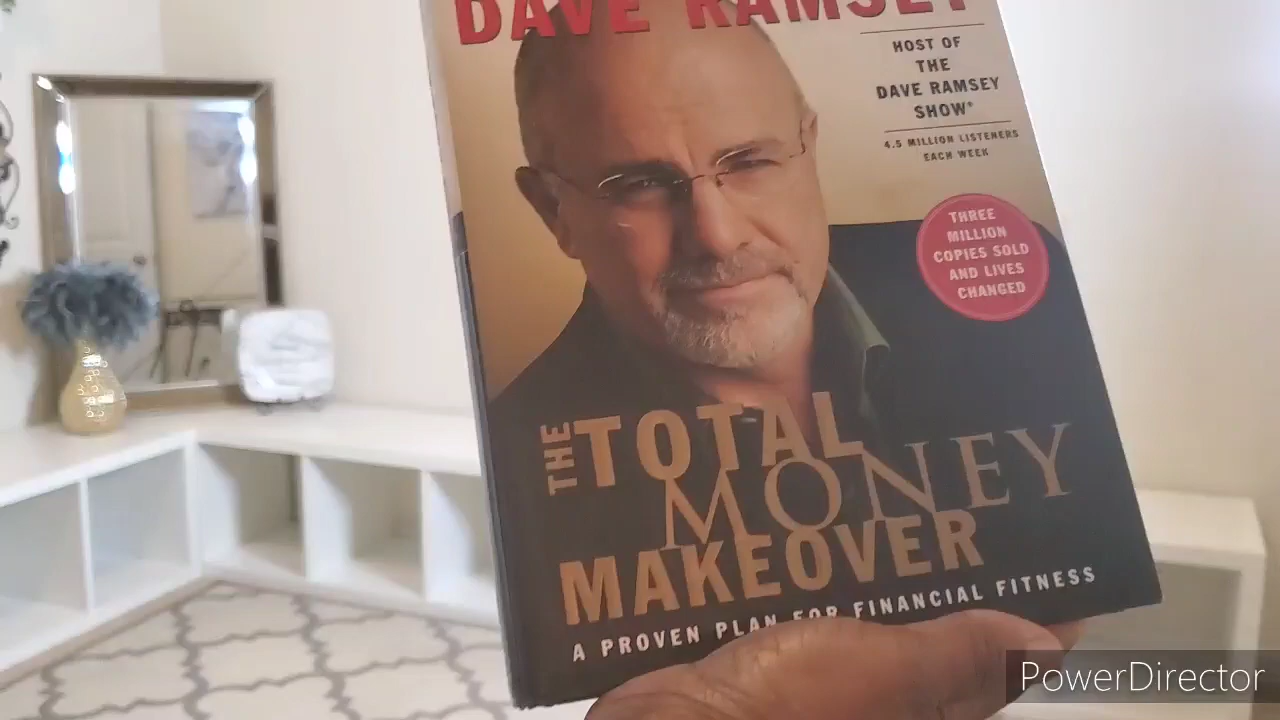 DAVE RAMSEY
HOST OF
THE
DAVE RAMSEY
SHOW®
4.5 MILLION LISTENERS
EACH WEEK
THREE
MILLION
COPIES SOLD
AND LIVES
CHANGED
THE TOTAL
MONEY
MAKEOVER
A PROVEN PLAN FOR FINANCIAL FITNESS
PowerDirector